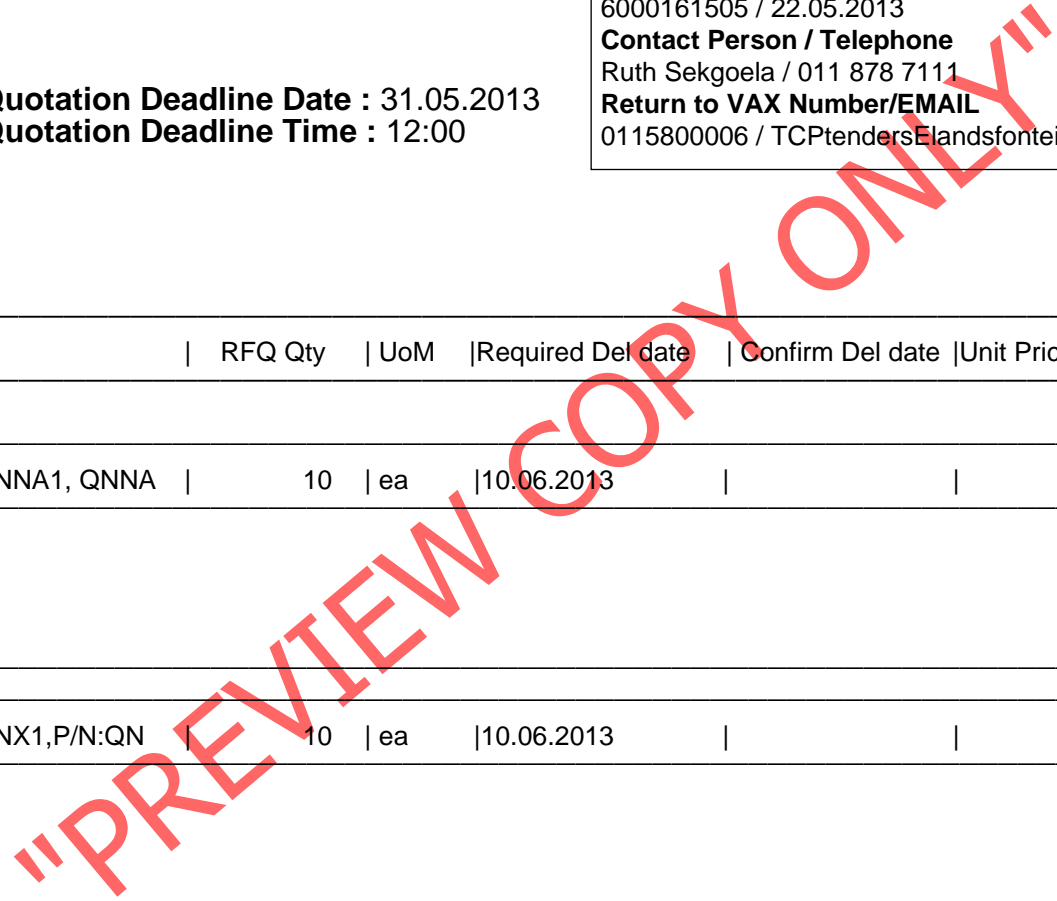 6000161505 / 22.05.2013
Contact Person / Telephone
Ruth Sekgoela / 011 878 7111
Return to VAX Number/EMAIL
0115800006 / TCPtendersElandsfontei
uotation Deadline Date : 31.05.2013
uotation Deadline Time : 12:00
| RFQ Qty | UoM |Required Del date | Confirm Del date |Unit Pric
NNA1, QNNA | 10 | ea |10.06.2013 | |
NX1,P/N:QN | 10 | ea |10.06.2013 | |
"PREVIEW COPY ONLY"